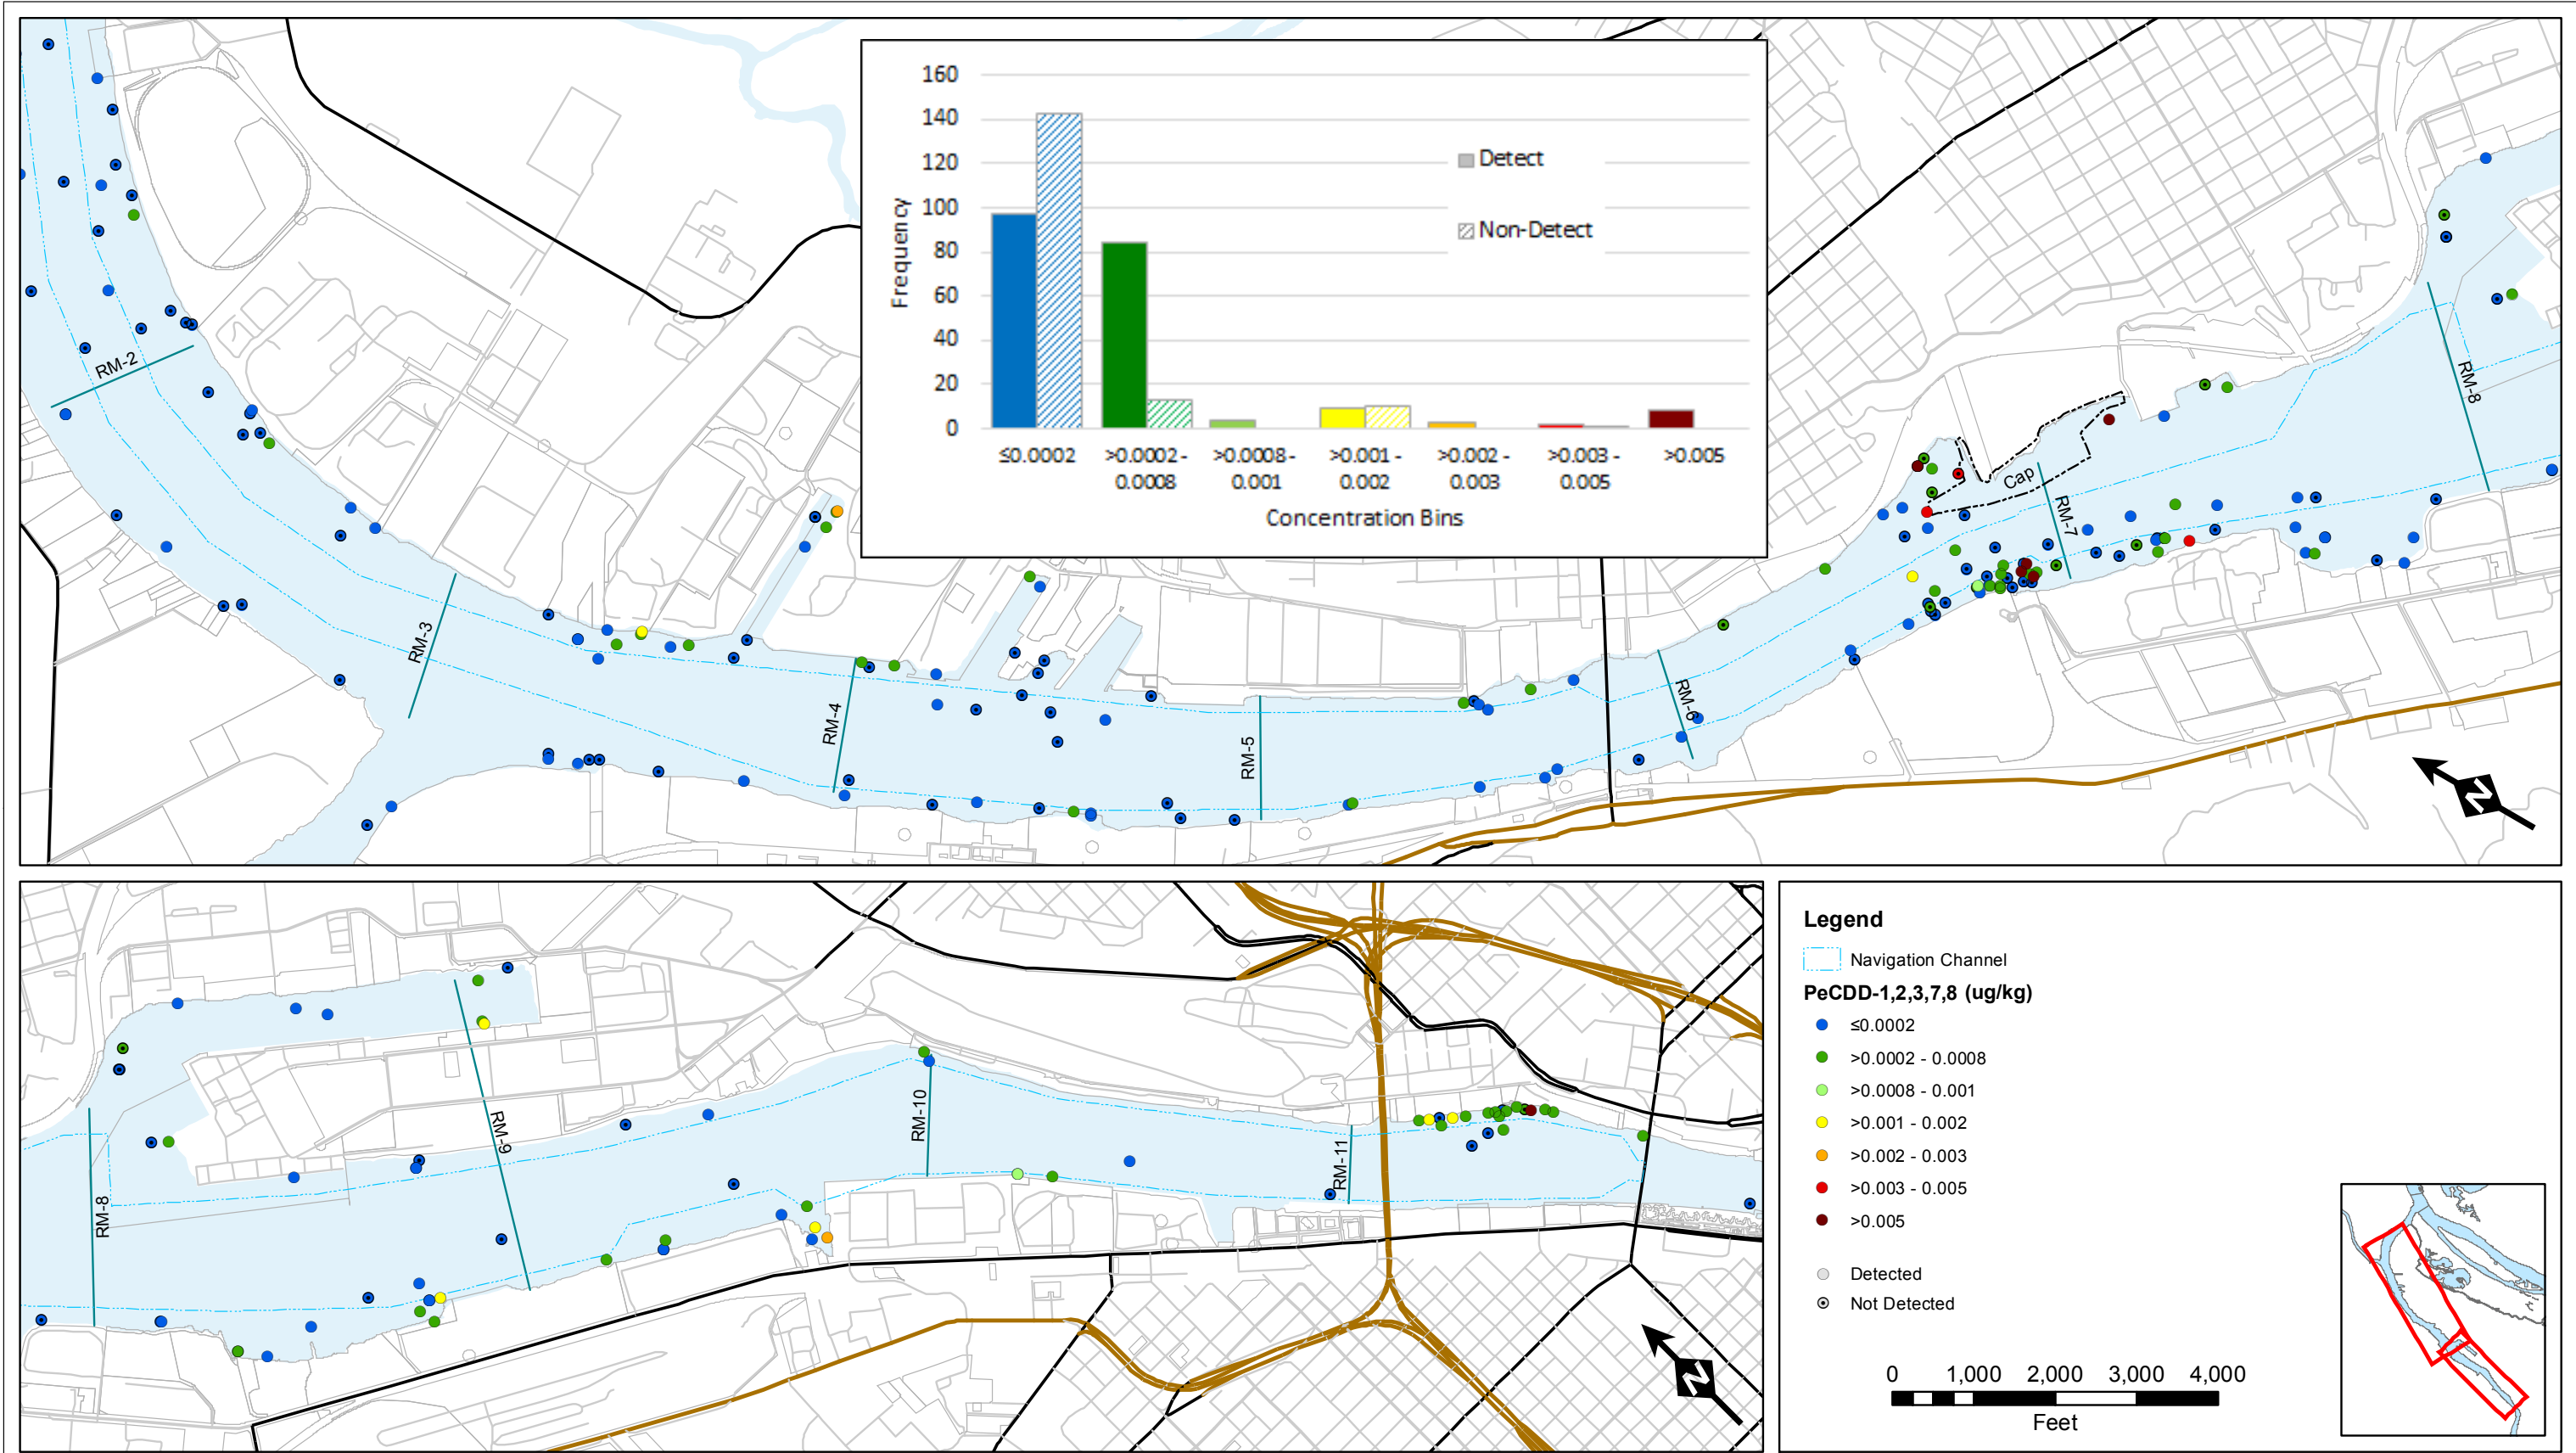 160
140
120
100
80
60
40
20
0
Frequency
Detect
Non-Detect
≤0.0002
>0.0002 -
0.0008
>0.0008 -
0.001
>0.001 -
0.002
>0.002 -
0.003
>0.003 -
0.005
>0.005
Concentration Bins
RM-2
RM-3
RM-4
RM-5
RM-6
RM-7
RM-8
Cap
N
RM-8
RM-9
RM-10
RM-11
N
Legend
Navigation Channel
PeCDD-1,2,3,7,8 (ug/kg)
≤0.0002
>0.0002 - 0.0008
>0.0008 - 0.001
>0.001 - 0.002
>0.002 - 0.003
>0.003 - 0.005
>0.005
Detected
Not Detected
0 1,000 2,000 3,000 4,000
Feet